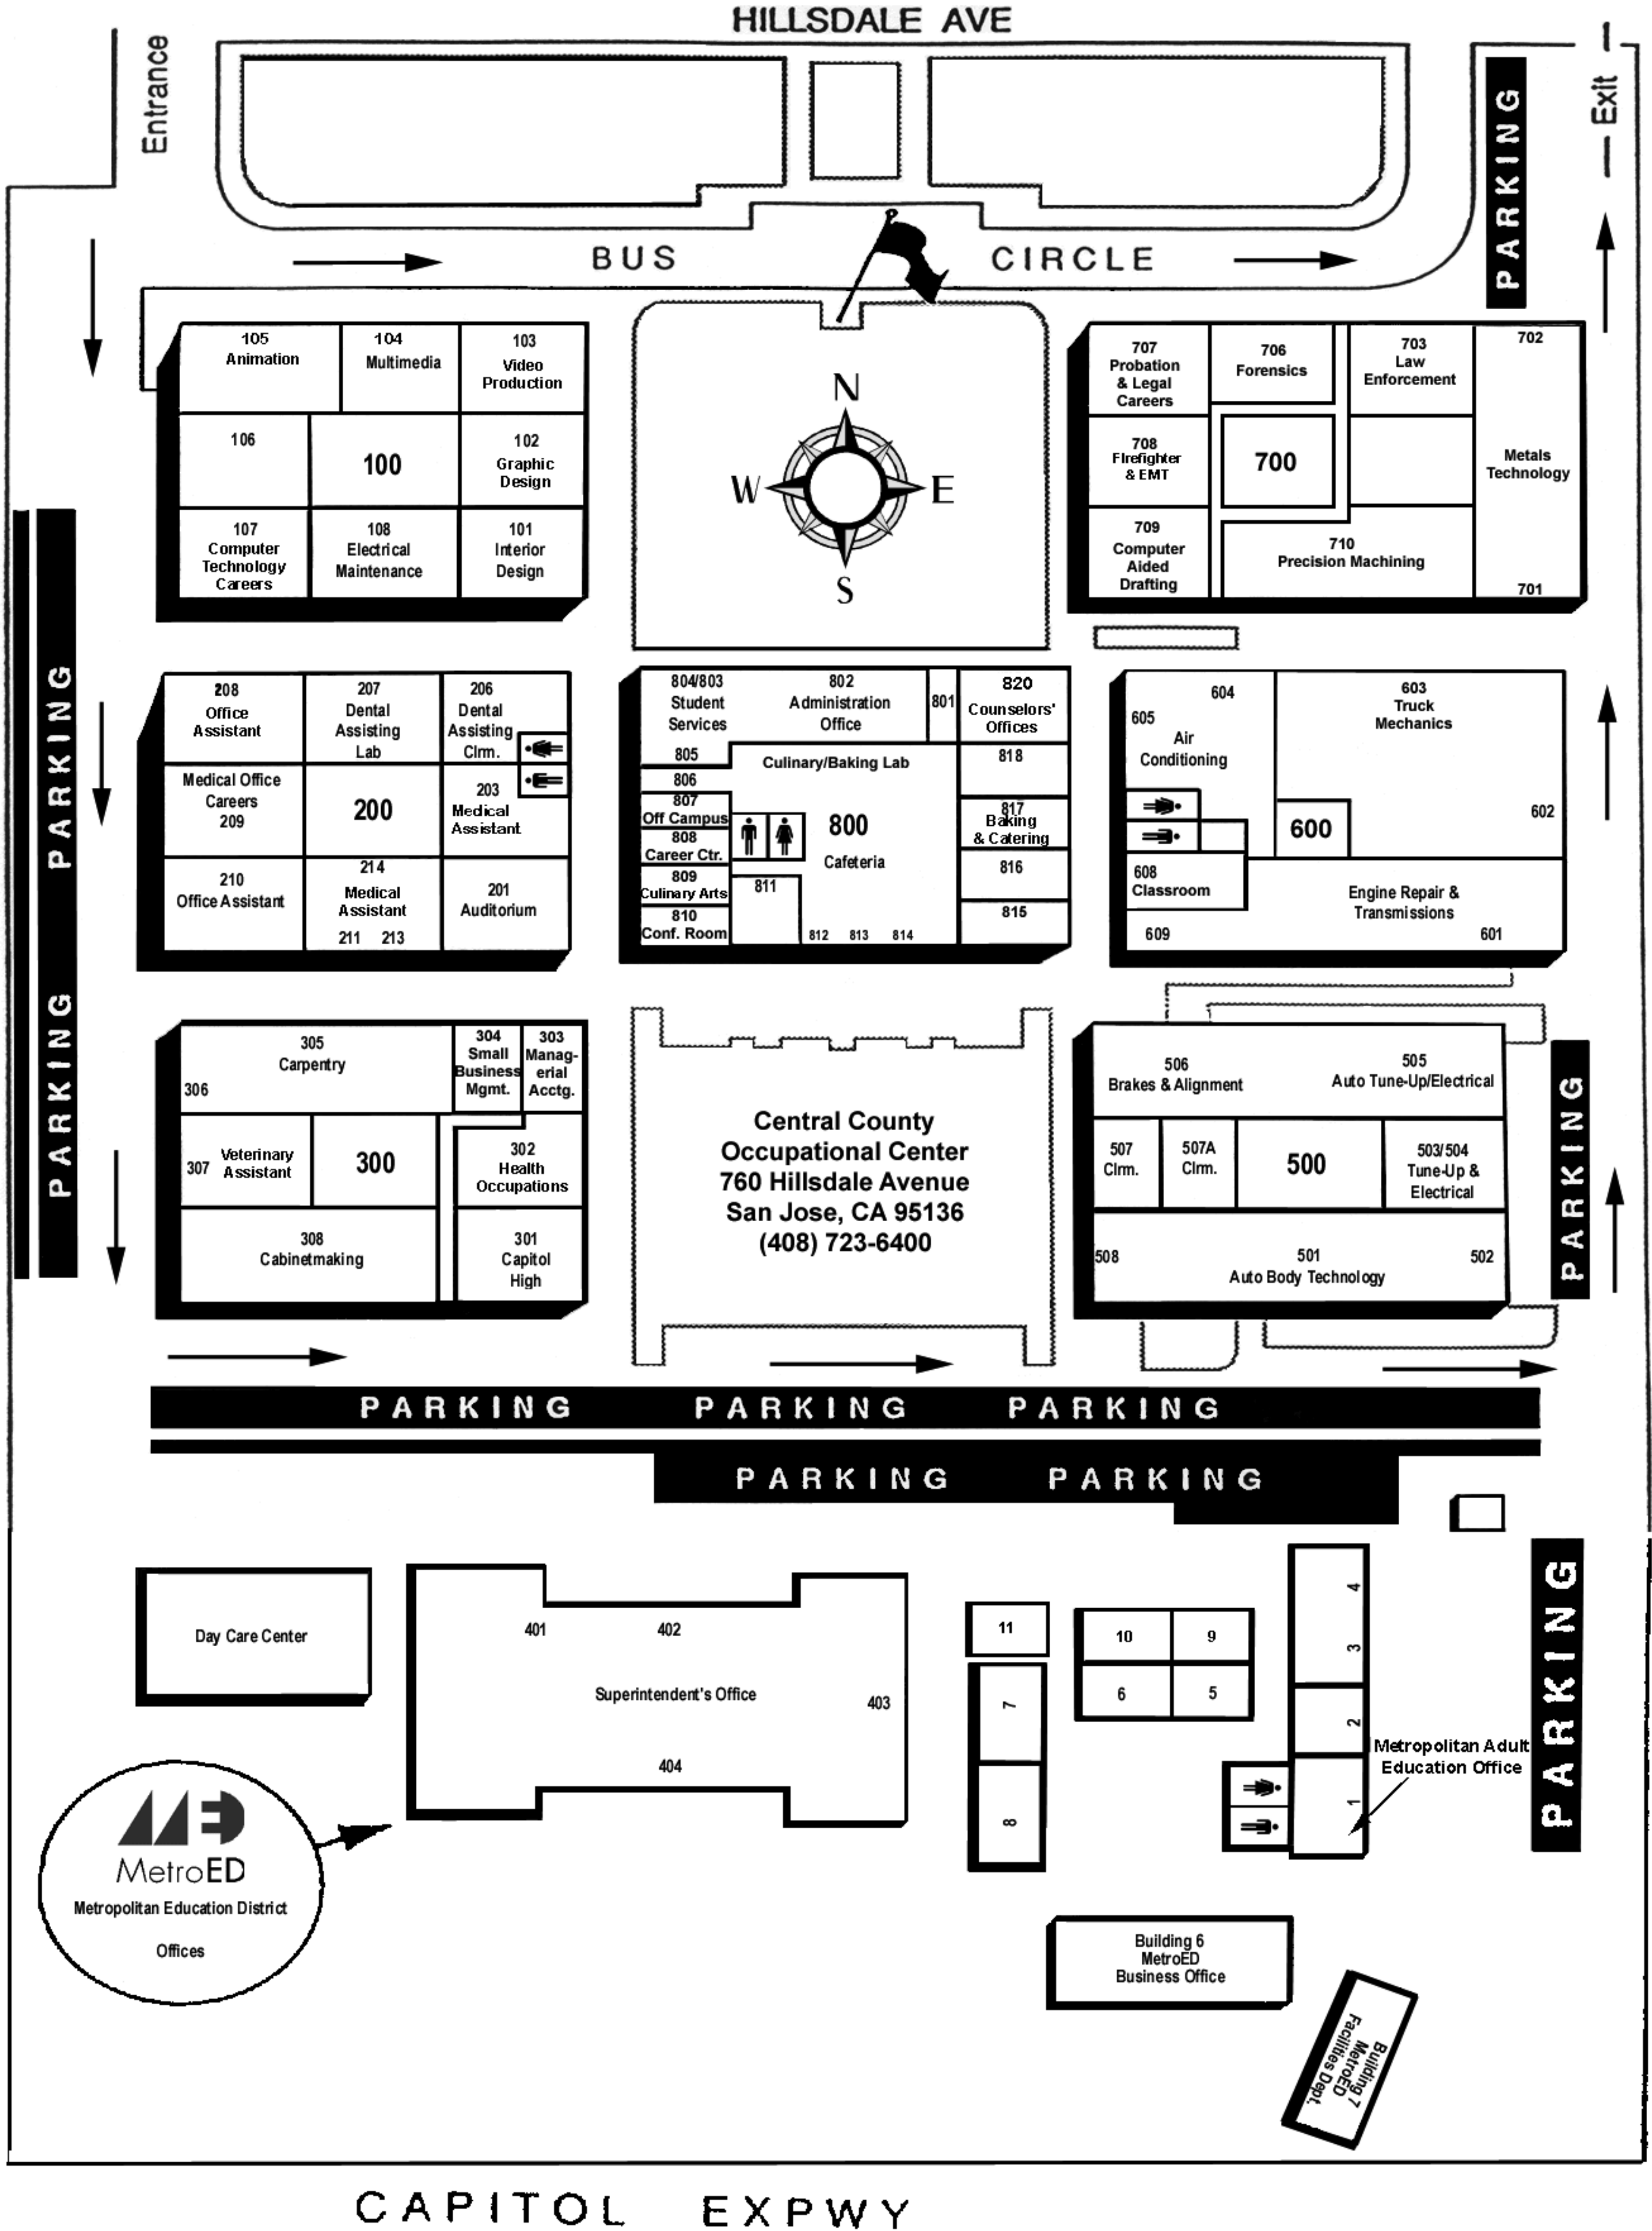 HILLSDALE AVE
Entrance
Exit
PARKING
BUS CIRCLE
105
Animation
104
Multimedia
103
Video
Production
106
100
102
Graphic
Design
107
Computer
Technology
Careers
108
Electrical
Maintenance
101
Interior
Design
N
W E
S
707
Probation
& Legal
Careers
706
Forensics
703
Law
Enforcement
702
708
FIrefighter
& EMT
700
Metals
Technology
709
Computer
Aided
Drafting
710
Precision Machining
701
PARKING PARKING
PARKING PARKING
208
Office
Assistant
207
Dental
Assisting
Lab
206
Dental
Assisting
Clrm.
Medical Office
Careers
209
200
203
Medical
Assistant
210
Office Assistant
214
Medical
Assistant
211 213
201
Auditorium
804/803
Student
Services
802
Administration
Office
801
820
Counselors'
Offices
805
Culinary/Baking Lab
818
806
807
Off Campus
808
Career Ctr.
809
Culinary Arts
810
Conf. Room
800
Cafeteria
811
812 813 814
817
Baking
& Catering
816
815
604
605
Air
Conditioning
603
Truck
Mechanics
602
600
608
Classroom
Engine Repair &
Transmissions
609
601
305
Carpentry
306
304
Small
Business
Mgmt.
303
Manag-
erial
Acctg.
307
Veterinary
Assistant
300
302
Health
Occupations
308
Cabinetmaking
301
Capitol
High
Central County
Occupational Center
760 Hillsdale Avenue
San Jose, CA 95136
(408) 723-6400
506
Brakes & Alignment
505
Auto Tune-Up/Electrical
507
Clrm.
507A
Clrm.
500
503/504
Tune-Up &
Electrical
508
501
Auto Body Technology
502
PARKING
PARKING PARKING PARKING
PARKING PARKING
Day Care Center
401
402
Superintendent's Office
403
404
11
7
8
10
9
6
5
4
3
2
1
Metropolitan Adult
Education Office
PARKING
MetroED
Metropolitan Education District
Offices
Building 6
MetroED
Business Office
Building 7
MetroED
Facilities Dept.
CAPITOL EXPWY